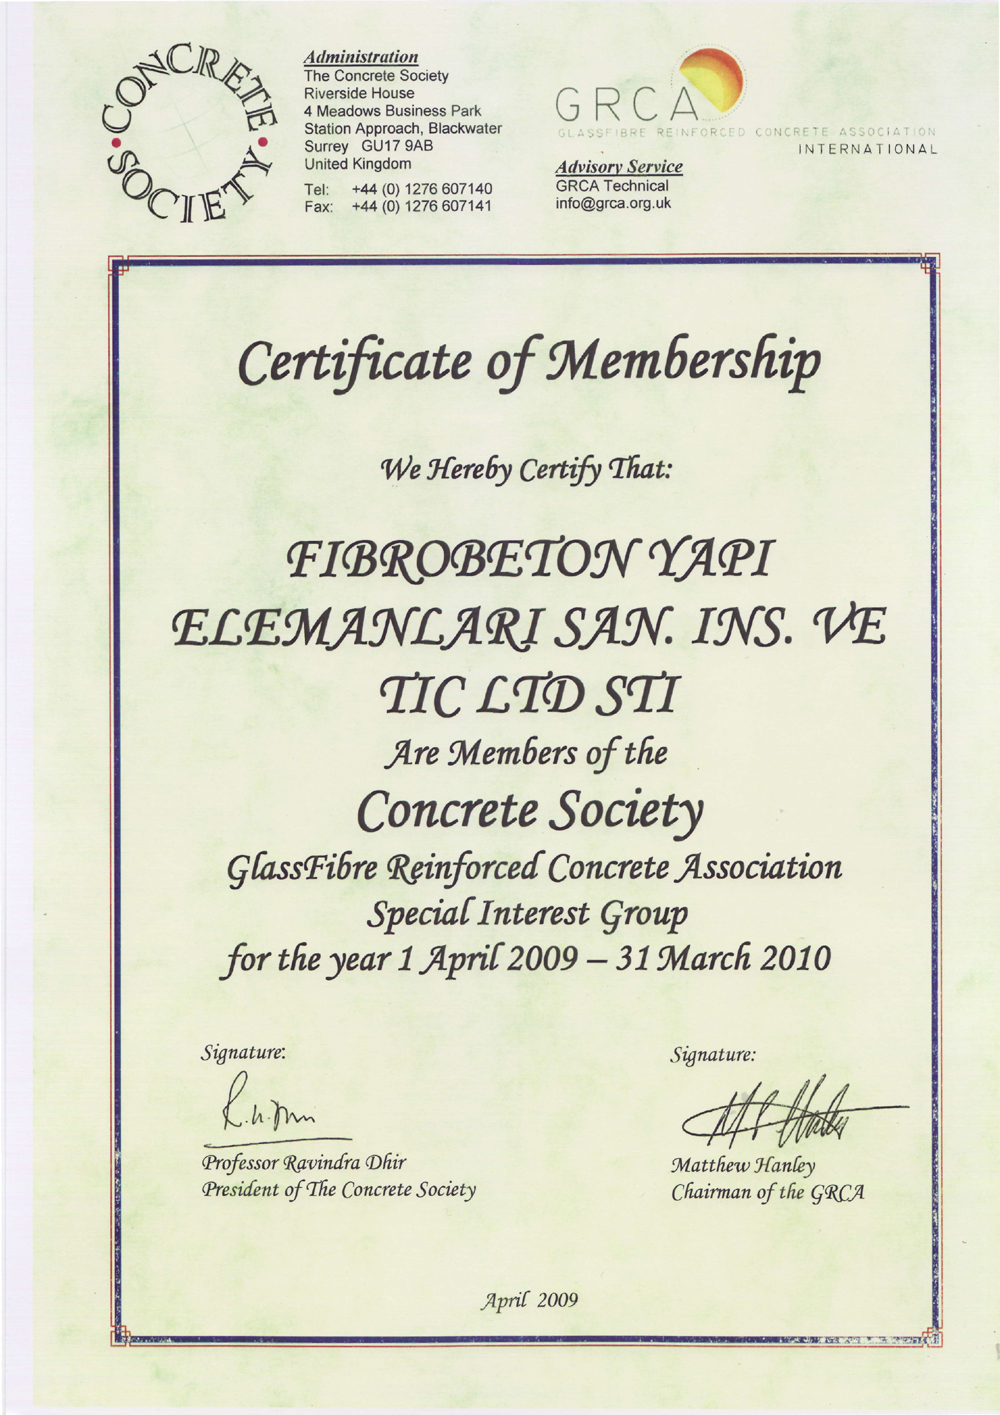 CONCRETE SOCIETY
Administration
The Concrete Society
Riverside House
4 Meadows Business Park
Station Approach, Blackwater
Surrey GU17 9AB
United Kingdom
Tel: +44 (0) 1276 607140
Fax: +44 (0) 1276 607141
GRCA
GLASSFIBRE REINFORCED CONCRETE ASSOCIATION
INTERNATIONAL
Advisory Service
GRCA Technical
info@grca.org.uk
Certificate of Membership
We Hereby Certify That:
FIBROBETON YAPI
ELEMANLARI SAN. INS. VE
TIC LTD STI
Are Members of the
Concrete Society
GlassFibre Reinforced Concrete Association
Special Interest Group
for the year 1 April 2009 – 31 March 2010
Signature:
Professor Ravindra Dhir
President of The Concrete Society
Signature:
Matthew Hanley
Chairman of the GRCA
April 2009